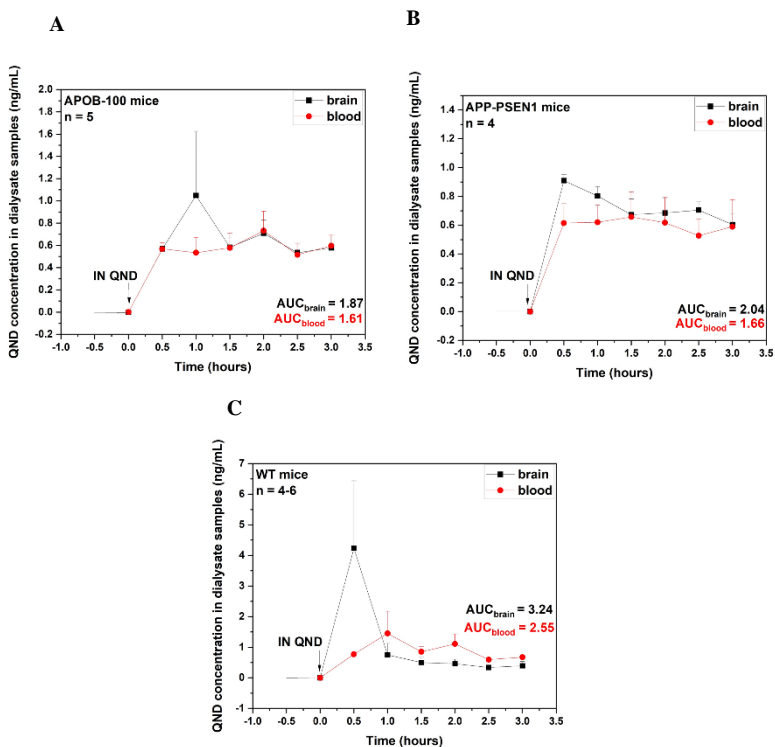 A
QND concentration in dialysate samples (ng/mL)
2.0
1.8
1.6
1.4
1.2
1.0
0.8
0.6
0.4
0.2
0.0
-0.2
APOB-100 mice
n = 5
brain
blood
IN QND
AUCbrain = 1.87
AUCblood = 1.61
-1.0 -0.5 0.0 0.5 1.0 1.5 2.0 2.5 3.0 3.5
Time (hours)
B
QND concentration in dialysate samples (ng/mL)
1.4
1.2
1.0
0.8
0.6
0.4
0.2
0.0
-0.2
APP-PSEN1 mice
n = 4
brain
blood
IN QND
AUCbrain = 2.04
AUCblood = 1.66
-1.0 -0.5 0.0 0.5 1.0 1.5 2.0 2.5 3.0 3.5
Time (hours)
C
QND concentration in dialysate samples (ng/mL)
7
6
5
4
3
2
1
0
-1
WT mice
n = 4-6
brain
blood
IN QND
AUCbrain = 3.24
AUCblood = 2.55
-1.0 -0.5 0.0 0.5 1.0 1.5 2.0 2.5 3.0 3.5
Time (hours)